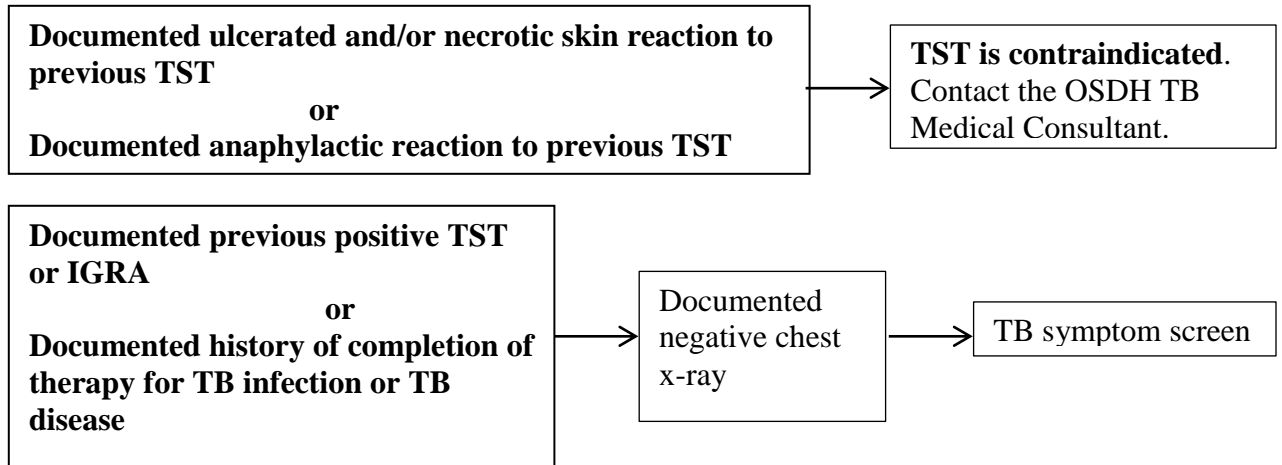 Documented ulcerated and/or necrotic skin reaction to
previous TST
or
Documented anaphylactic reaction to previous TST
TST is contraindicated.
Contact the OSDH TB
Medical Consultant.
Documented previous positive TST
or IGRA
or
Documented history of completion of
therapy for TB infection or TB
disease
Documented
negative chest
x-ray
TB symptom screen